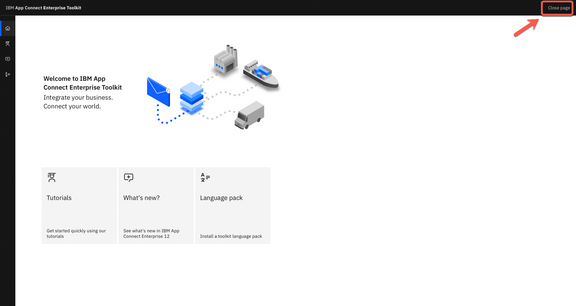 IBM App Connect Enterprise Toolkit
Close page
Welcome to IBM App
Connect Enterprise Toolkit
Integrate your business.
Connect your world.
Tutorials
Get started quickly using our
tutorials
What's new?
See what's new in IBM App
Connect Enterprise 12
Language pack
Install a toolkit language pack